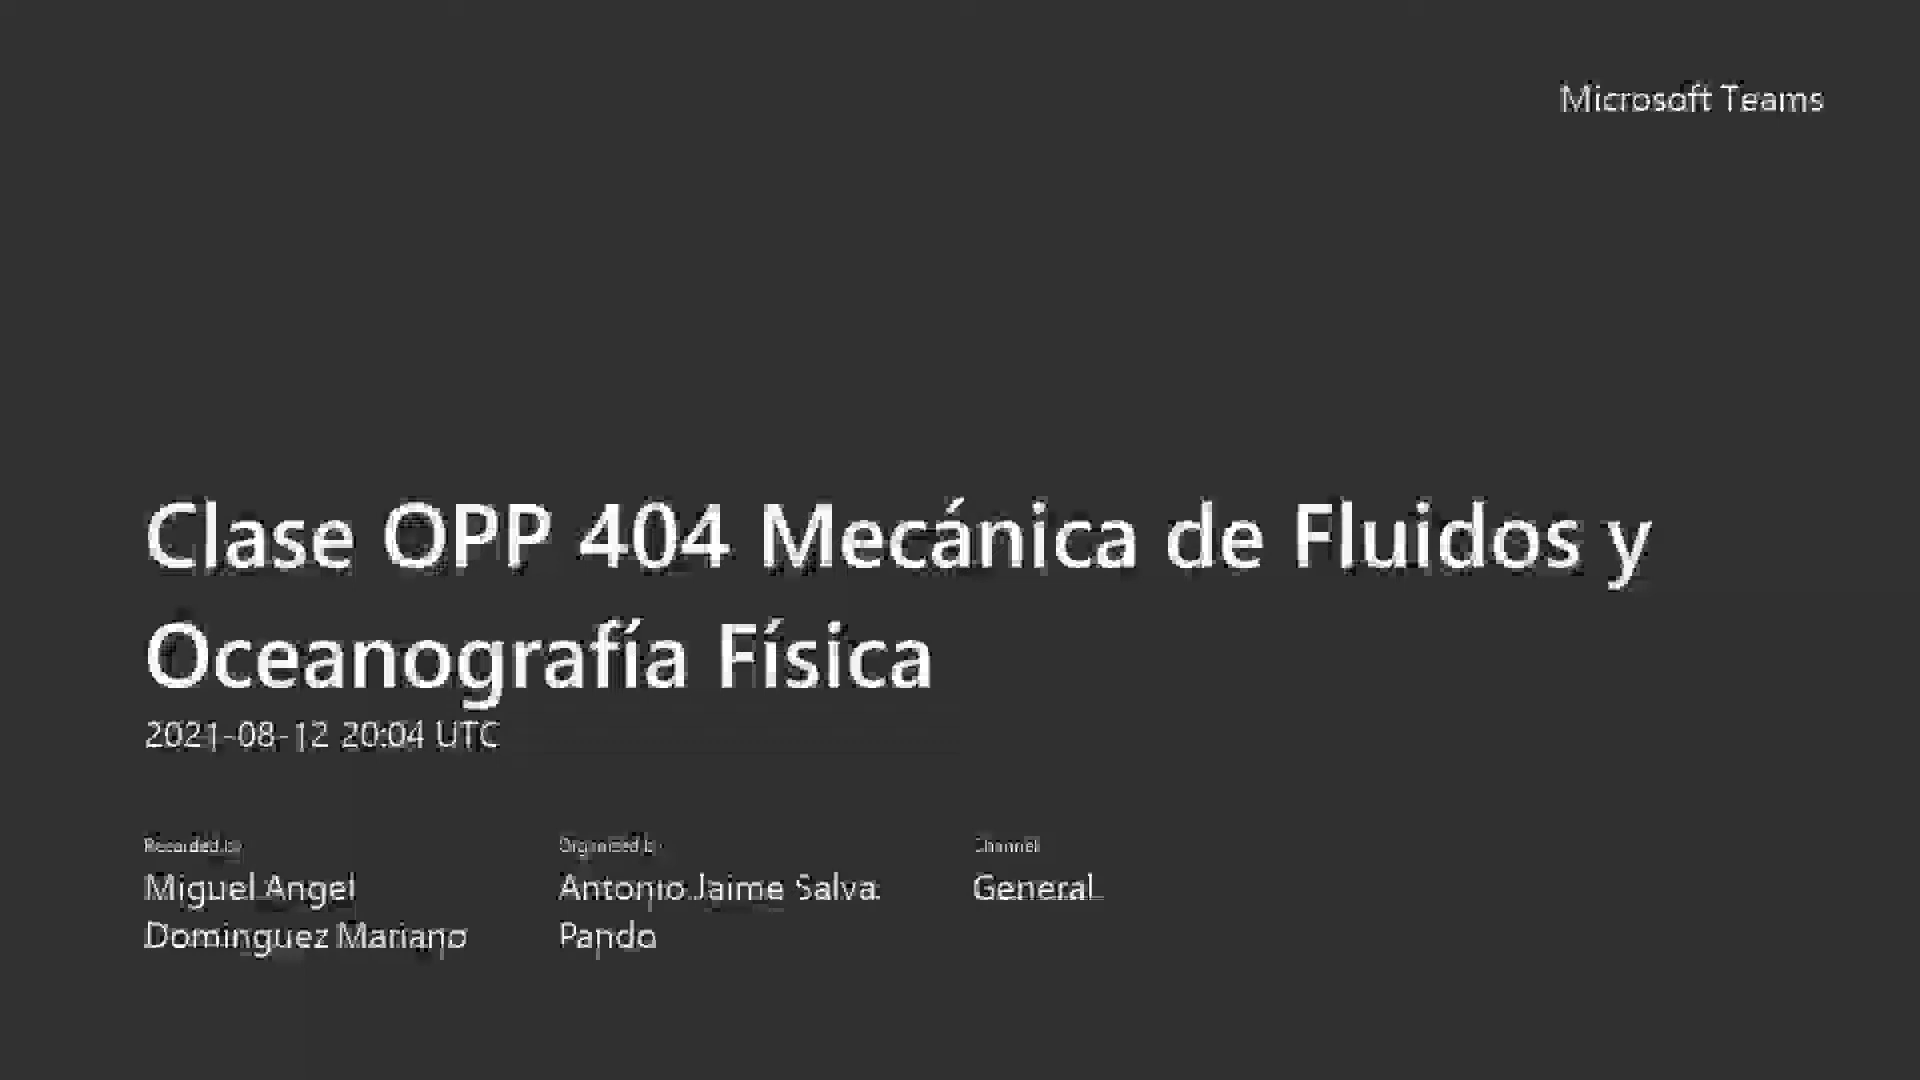 Microsoft Teams
Clase OPP 404 Mecánica de Fluidos y
Oceanografía Física
2021-08-12 20:04 UTC
Recorded by
Organized by
Channel
Miguel Angel
Antonio Jaime Salva
General
Dominguez Mariano
Pando